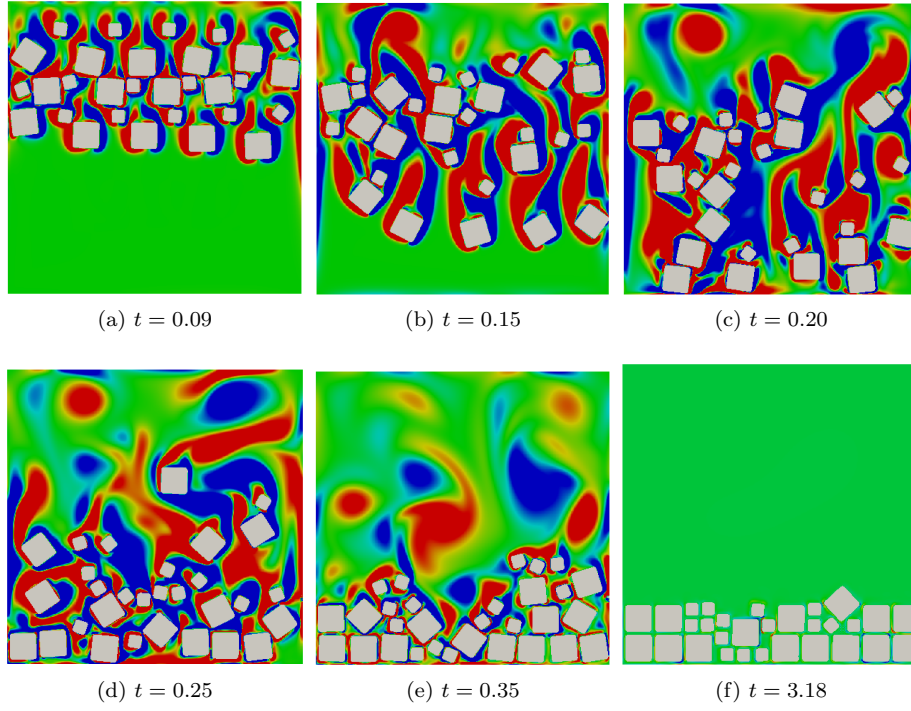 (a) t = 0.09
(b) t = 0.15
(c) t = 0.20
(d) t = 0.25
(e) t = 0.35
(f) t = 3.18